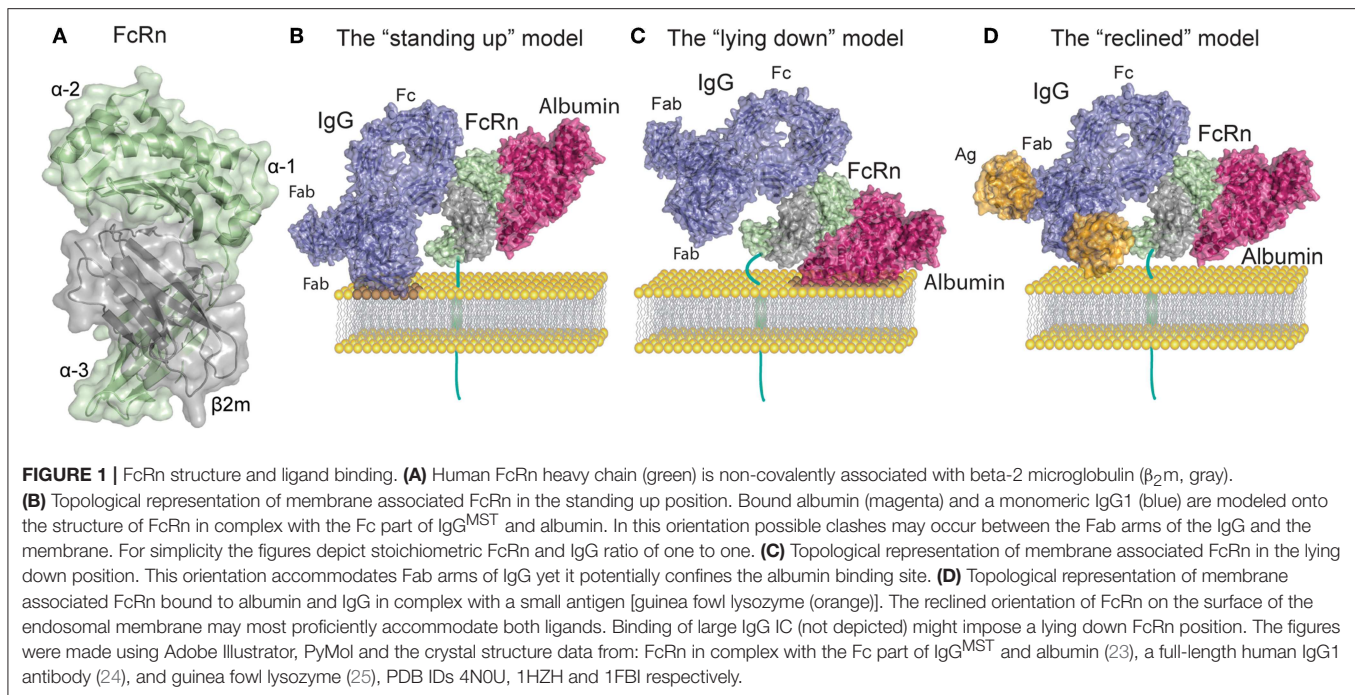 A
FcRn
α-2
α-1
α-3
β2m
B
The "standing up" model
IgG
Fc
FcRn
Albumin
Fab
Fab
C
The "lying down" model
IgG
Fc
Fab
FcRn
Fab
Albumin
D
The "reclined" model
IgG
Fc
Ag
Fab
FcRn
Albumin
FIGURE 1 | FcRn structure and ligand binding. (A) Human FcRn heavy chain (green) is non-covalently associated with beta-2 microglobulin (β₂m, gray).
(B) Topological representation of membrane associated FcRn in the standing up position. Bound albumin (magenta) and a monomeric IgG1 (blue) are modeled onto
the structure of FcRn in complex with the Fc part of IgGᴹˢᵀ and albumin. In this orientation possible clashes may occur between the Fab arms of the IgG and the
membrane. For simplicity the figures depict stoichiometric FcRn and IgG ratio of one to one. (C) Topological representation of membrane associated FcRn in the lying
down position. This orientation accommodates Fab arms of IgG yet it potentially confines the albumin binding site. (D) Topological representation of membrane
associated FcRn bound to albumin and IgG in complex with a small antigen [guinea fowl lysozyme (orange)]. The reclined orientation of FcRn on the surface of the
endosomal membrane may most proficiently accommodate both ligands. Binding of large IgG IC (not depicted) might impose a lying down FcRn position. The figures
were made using Adobe Illustrator, PyMol and the crystal structure data from: FcRn in complex with the Fc part of IgGᴹˢᵀ and albumin (23), a full-length human IgG1
antibody (24), and guinea fowl lysozyme (25), PDB IDs 4N0U, 1HZH and 1FBI respectively.